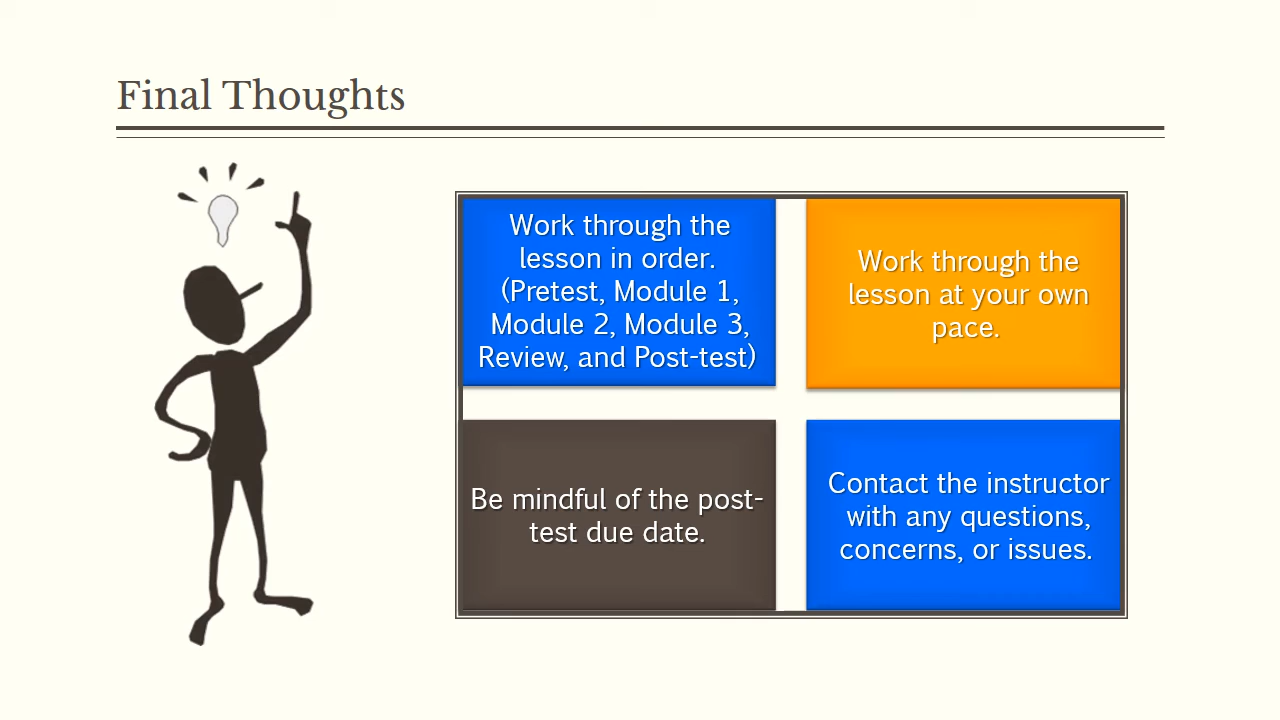 Final Thoughts
Work through the
lesson in order.
(Pretest, Module 1,
Module 2, Module 3,
Review, and Post-test)
Work through the
lesson at your own
pace.
Be mindful of the post-
test due date.
Contact the instructor
with any questions,
concerns, or issues.